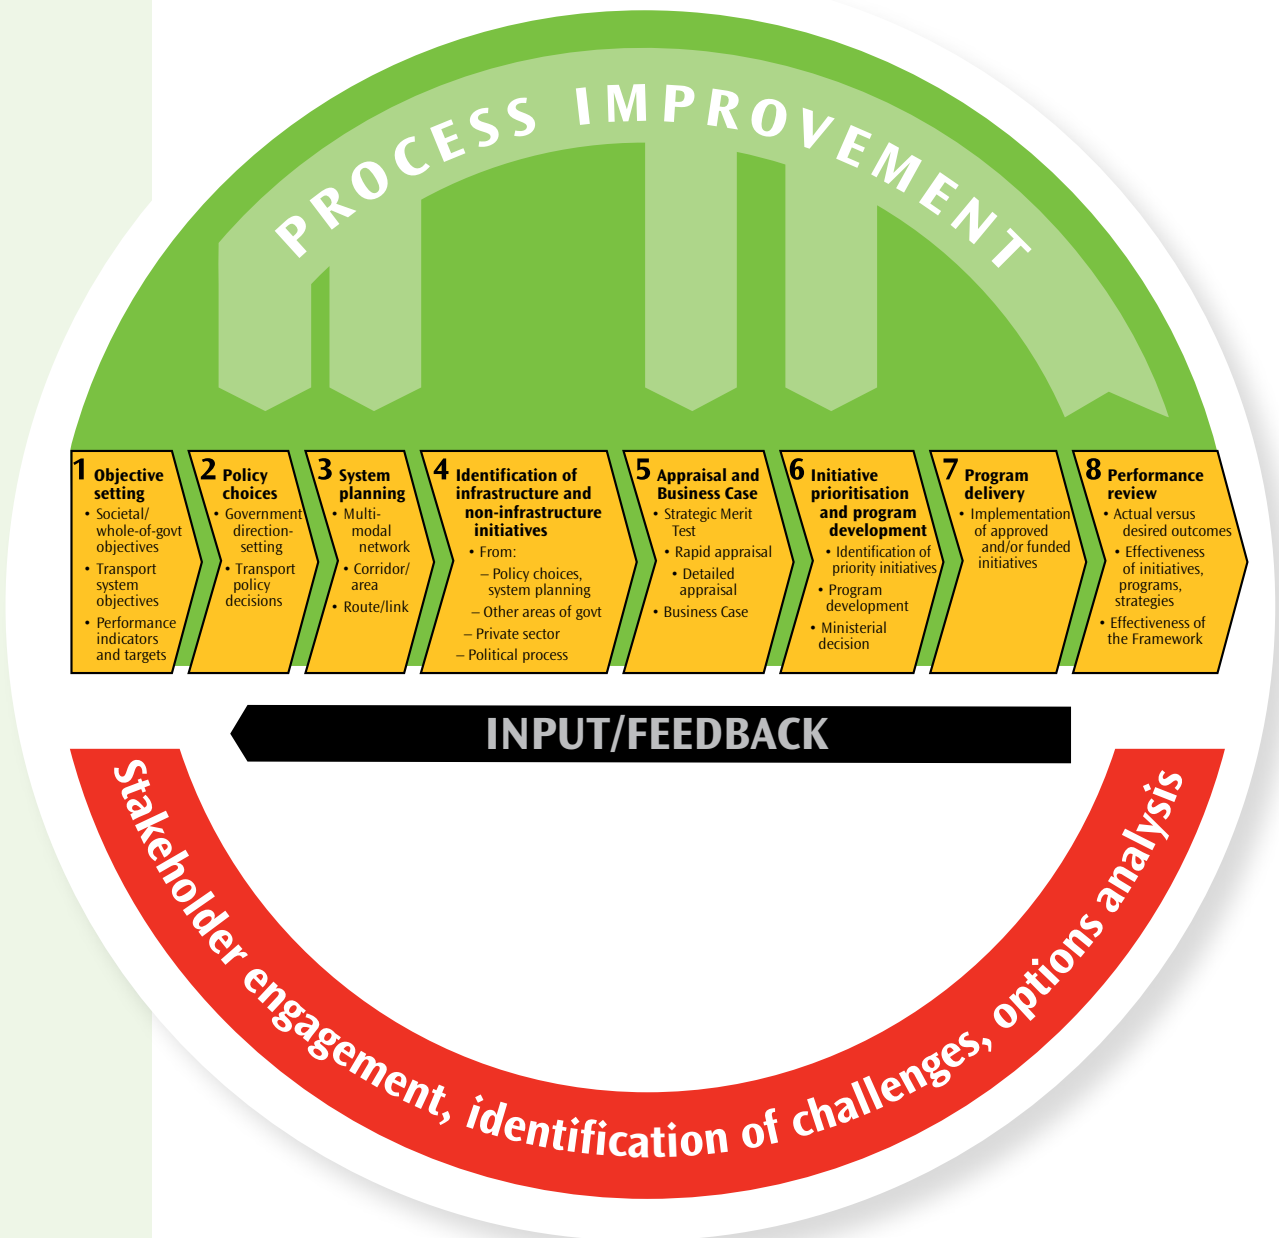 PROCESS IMPROVEMENT
1 Objective
setting
• Societal/
whole-of-govt
objectives
• Transport
system
objectives
• Performance
indicators
and targets
2 Policy
choices
• Government
direction-
setting
• Transport
policy
decisions
3 System
planning
• Multi-
modal
network
• Corridor/
area
• Route/link
4 Identification of
infrastructure and
non-infrastructure
initiatives
• From:
– Policy choices,
system planning
– Other areas of govt
– Private sector
– Political process
5 Appraisal and
Business Case
• Strategic Merit
Test
• Rapid appraisal
• Detailed
appraisal
• Business Case
6 Initiative
prioritisation
and program
development
• Identification of
priority initiatives
• Program
development
• Ministerial
decision
7 Program
delivery
• Implementation
of approved
and/or funded
initiatives
8 Performance
review
• Actual versus
desired outcomes
• Effectiveness
of initiatives,
programs,
strategies
• Effectiveness of
the Framework
INPUT/FEEDBACK
Stakeholder engagement, identification of challenges, options analysis